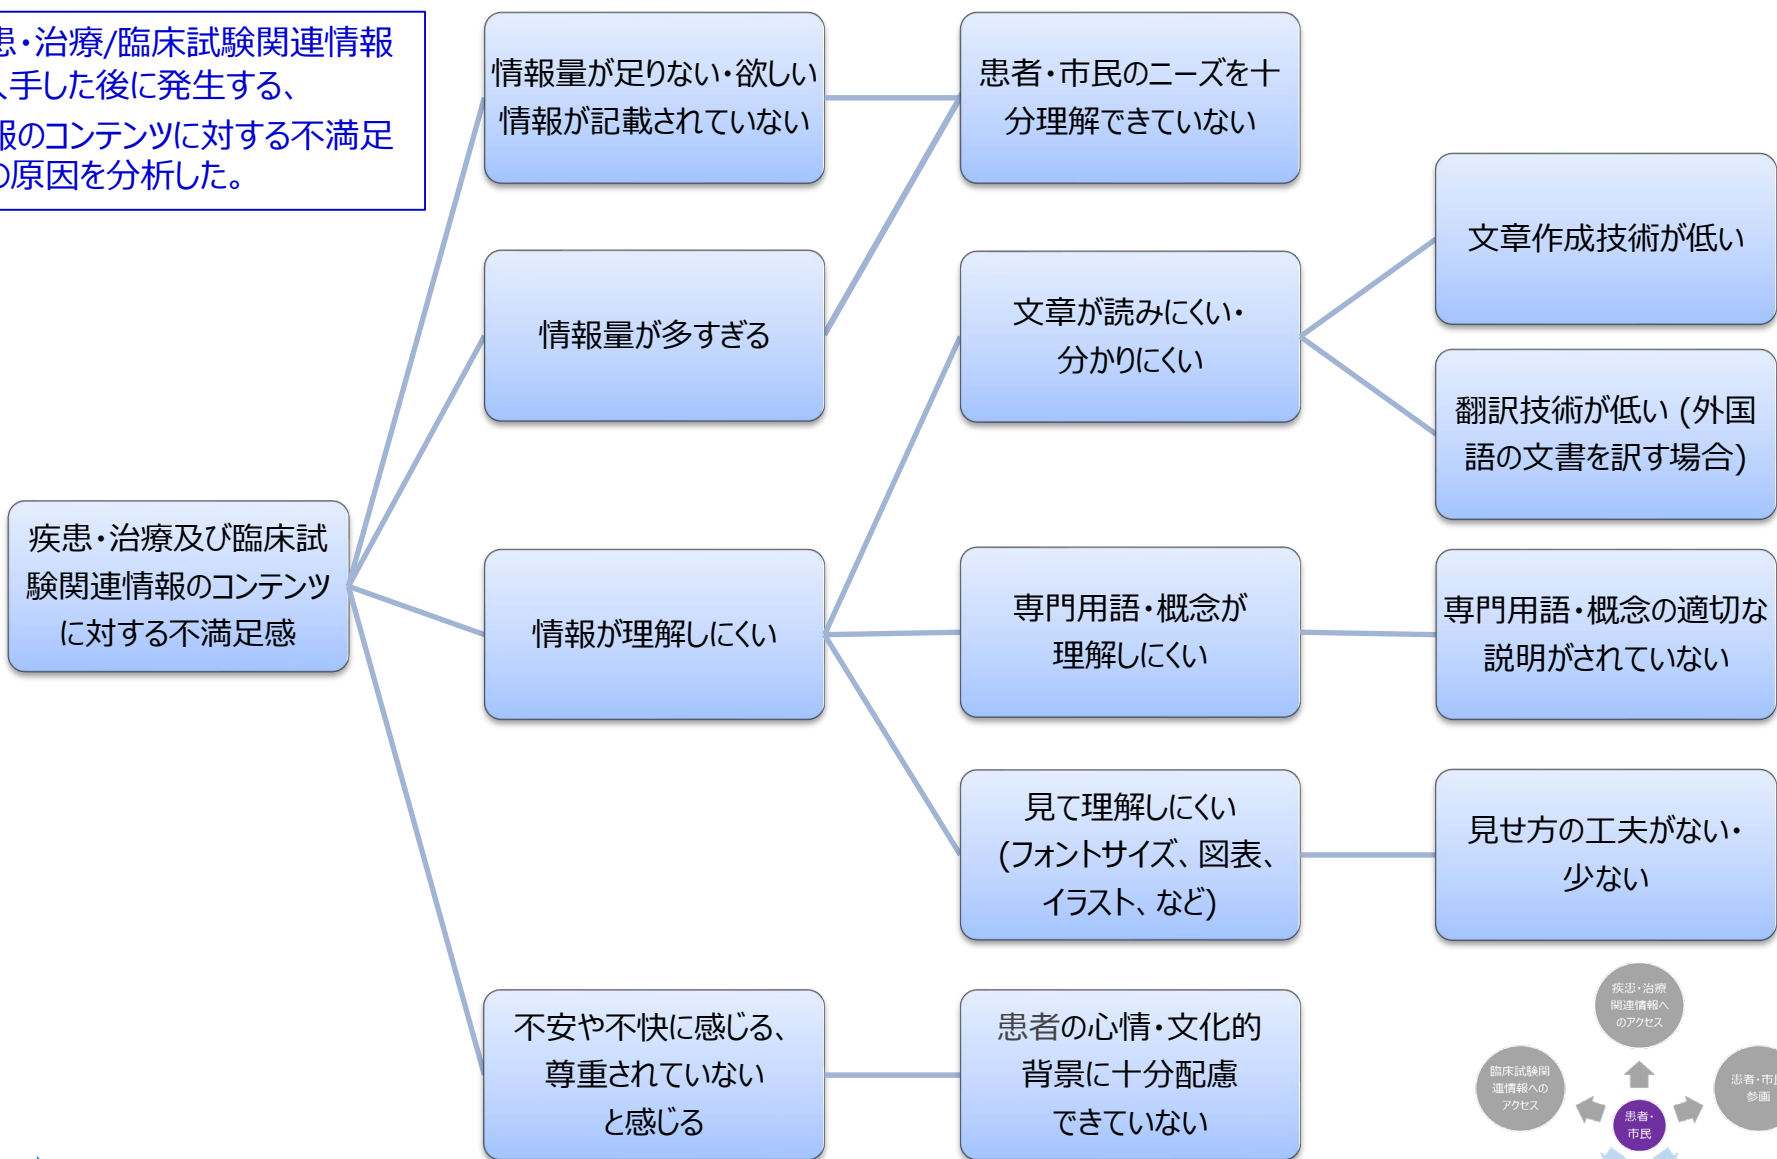 患・治療/臨床試験関連情報
入手した後に発生する、
報のコンテンツに対する不満足
の原因を分析した。
疾患・治療及び臨床試
験関連情報のコンテンツ
に対する不満足感
情報量が足りない・欲しい
情報が記載されていない
情報量が多すぎる
情報が理解しにくい
不安や不快に感じる、
尊重されていない
と感じる
患者・市民のニーズを十
分理解できていない
文章が読みにくい・
分かりにくい
専門用語・概念が
理解しにくい
見て理解しにくい
(フォントサイズ、図表、
イラスト、など)
患者の心情・文化的
背景に十分配慮
できていない
文章作成技術が低い
翻訳技術が低い (外国
語の文書を訳す場合)
専門用語・概念の適切な
説明がされていない
見せ方の工夫がない・
少ない
疾患・治療
関連情報へ
のアクセス
臨床試験関
連情報への
アクセス
患者・
市民
患者・市
参画